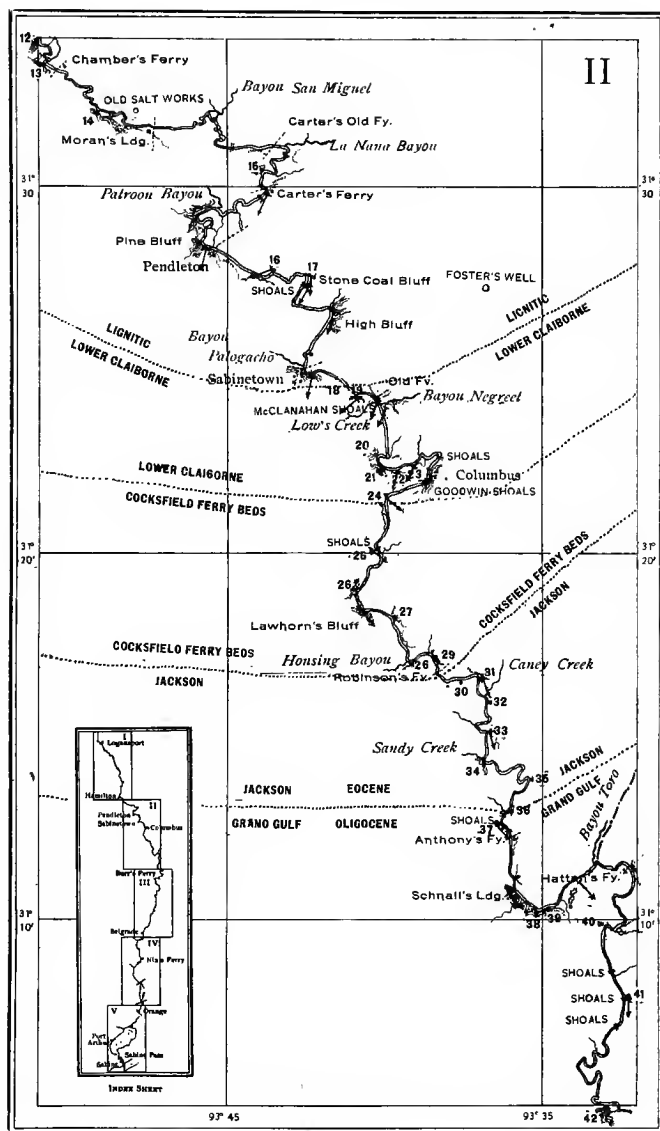 12
II
13
Chamber's Ferry
Bayou San Miguel
OLD SALT WORKS
14
Moran's Ldg.
Carter's Old Fy.
La Nana Bayou
15
31°
30
31°
30
Patroon Bayou
Carter's Ferry
Pine Bluff
Pendleton
16
17
SHOALS
Stone Coal Bluff
FOSTER'S WELL
High Bluff
LIGNITIC
LOWER CLAIBORNE
LIGNITIC
LOWER CLAIBORNE
Bayou
Palogacho
Sabinetown
18
19
Old Fy.
McCLANAHAN SHOALS
Bayou Negreet
Low's Creek
20
SHOALS
21
22
3
Columbus
GOODWIN SHOALS
LOWER CLAIBORNE
COCKSFIELD FERRY BEDS
24
31°
20
SHOALS
25
31°
20
26
27
Lawhorn's Bluff
COCKSFIELD FERRY BEDS
JACKSON
COCKSFIELD FERRY BEDS
JACKSON
Housing Bayou
26
29
Robinson's Fy.
30
31
Caney Creek
32
33
Sandy Creek
34
35
JACKSON EOCENE
GRAND GULF OLIGOCENE
JACKSON
GRAND GULF
Bayou Toro
36
SHOALS
37
Anthony's Fy.
Hatten's Fy.
Schnall's Ldg.
38
39
40
31°
10
31°
10
SHOALS
SHOALS
41
SHOALS
42
I
Logansport
Hamilton
II
Pendleton
Sabinetown
Columbus
Burr's Ferry
III
Belgrade
IV
Nixs Ferry
V
Orange
Port
Arthur
Sabine Pass
Sabine
INDEX SHEET
93° 45
93° 35